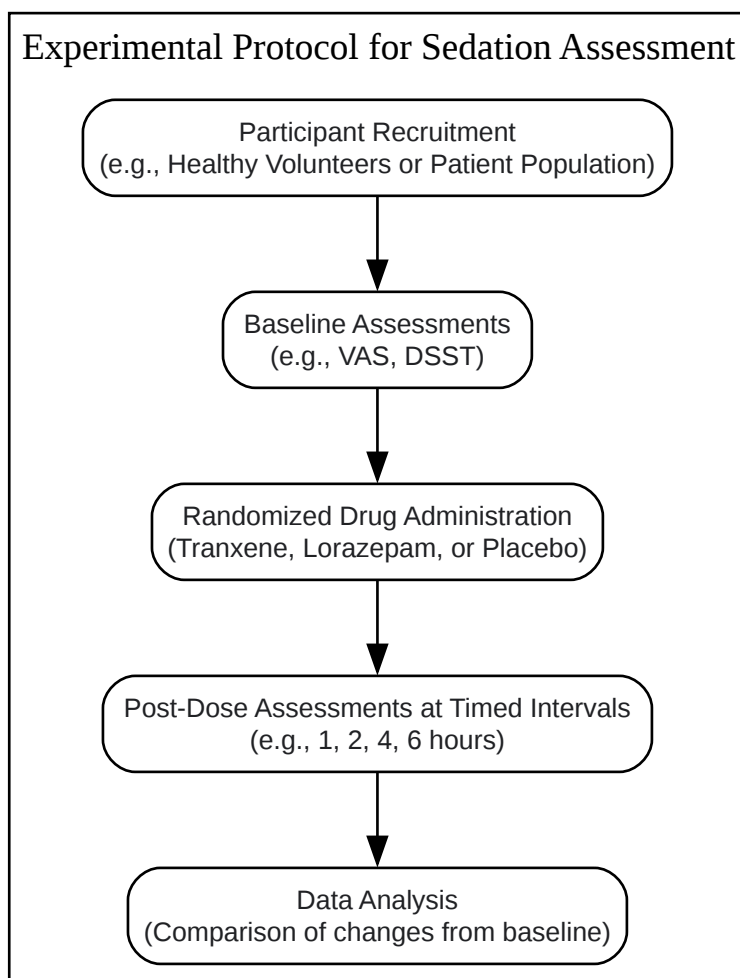 Experimental Protocol for Sedation Assessment
Participant Recruitment
(e.g., Healthy Volunteers or Patient Population)
Baseline Assessments
(e.g., VAS, DSST)
Randomized Drug Administration
(Tranxene, Lorazepam, or Placebo)
Post-Dose Assessments at Timed Intervals
(e.g., 1, 2, 4, 6 hours)
Data Analysis
(Comparison of changes from baseline)